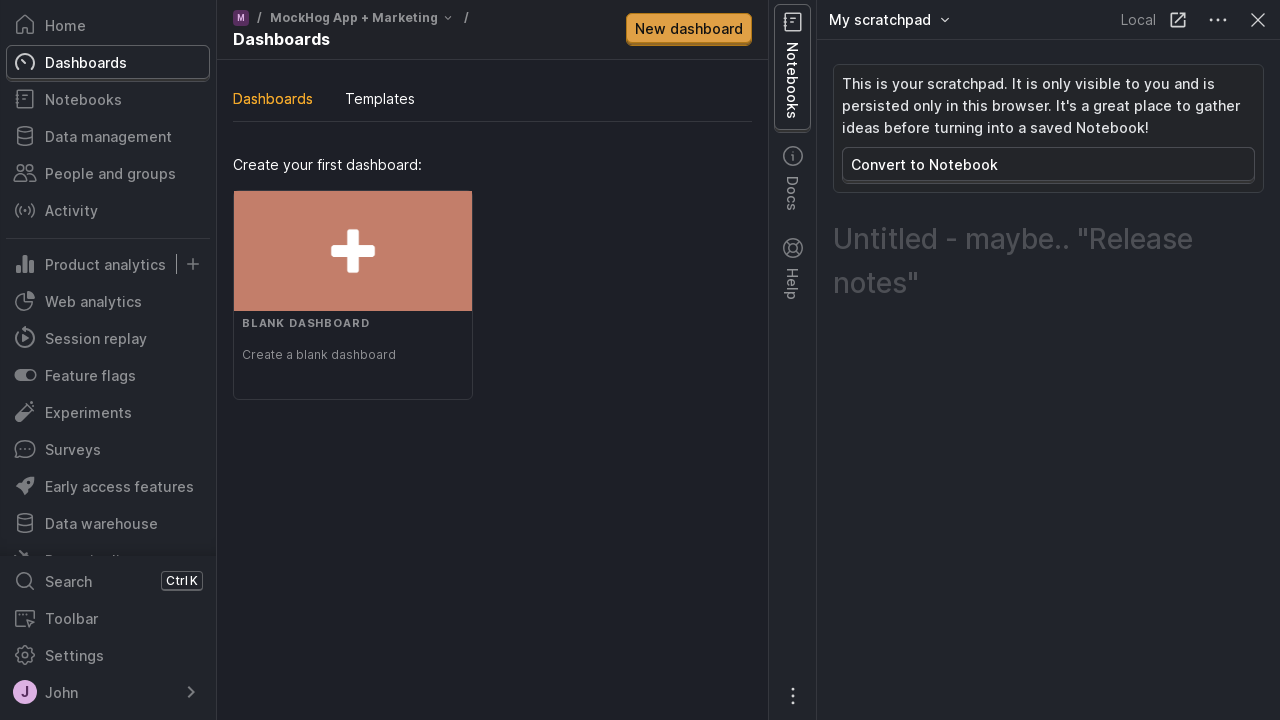 Home
Dashboards
Notebooks
Data management
People and groups
Activity
Product analytics
Web analytics
Session replay
Feature flags
Experiments
Surveys
Early access features
Data warehouse
Search Ctrl K
Toolbar
Settings
J John
M / MockHog App + Marketing /
Dashboards
New dashboard
Dashboards Templates
Create your first dashboard:
BLANK DASHBOARD
Create a blank dashboard
Notebooks
Docs
Help
My scratchpad Local
This is your scratchpad. It is only visible to you and is
persisted only in this browser. It's a great place to gather
ideas before turning into a saved Notebook!
Convert to Notebook
Untitled - maybe.. "Release
notes"